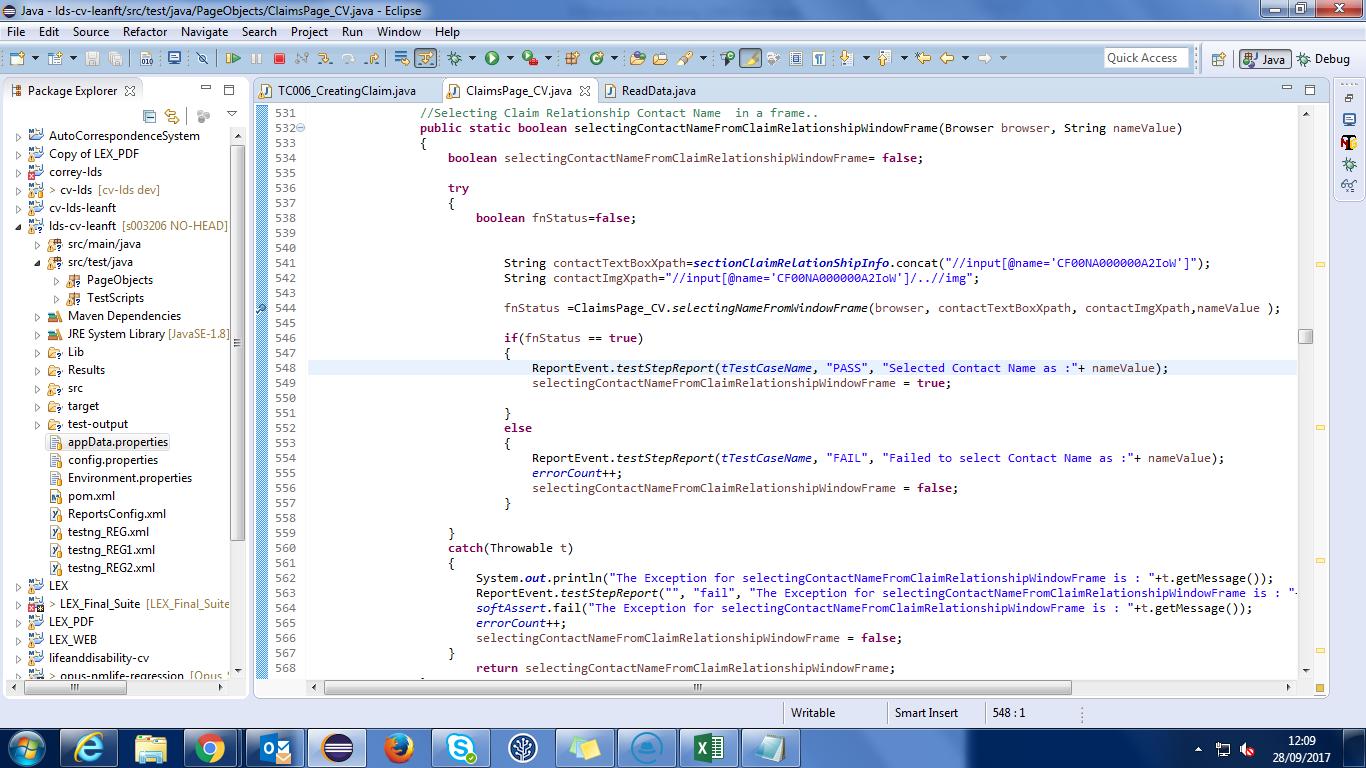 Java - lds-cv-leanft/src/test/java/PageObjects/ClaimsPage_CV.java - Eclipse
File Edit Source Refactor Navigate Search Project Run Window Help
Quick Access Java Debug
Package Explorer
TC006_CreatingClaim.java ClaimsPage_CV.java ReadData.java
AutoCorrespondenceSystem
Copy of LEX_PDF
correy-lds
> cv-lds [cv-lds dev]
cv-lds-leanft
lds-cv-leanft [s003206 NO-HEAD]
src/main/java
src/test/java
PageObjects
TestScripts
Maven Dependencies
JRE System Library [JavaSE-1.8]
Lib
Results
src
target
test-output
appData.properties
config.properties
Environment.properties
pom.xml
ReportsConfig.xml
testng_REG.xml
testng_REG1.xml
testng_REG2.xml
LEX
> LEX_Final_Suite [LEX_Final_Suite
LEX_PDF
LEX_WEB
lifeanddisability-cv
> opus-nmlife-regression [Opus
531 //Selecting Claim Relationship Contact Name  in a frame..
532 public static boolean selectingContactNameFromClaimRelationshipWindowFrame(Browser browser, String nameValue)
533 {
534 boolean selectingContactNameFromClaimRelationshipWindowFrame= false;
535
536 try
537 {
538 boolean fnStatus=false;
539
540
541 String contactTextBoxXpath=sectionClaimRelationShipInfo.concat("//input[@name='CF00NA000000A2IoW']");
542 String contactImgXpath="//input[@name='CF00NA000000A2IoW']/..//img";
543
544 fnStatus =ClaimsPage_CV.selectingNameFromWindowFrame(browser, contactTextBoxXpath, contactImgXpath,nameValue );
545
546 if(fnStatus == true)
547 {
548 ReportEvent.testStepReport(tTestCaseName, "PASS", "Selected Contact Name as :"+ nameValue);
549 selectingContactNameFromClaimRelationshipWindowFrame = true;
550
551 }
552 else
553 {
554 ReportEvent.testStepReport(tTestCaseName, "FAIL", "Failed to select Contact Name as :"+ nameValue);
555 errorCount++;
556 selectingContactNameFromClaimRelationshipWindowFrame = false;
557 }
558
559 }
560 catch(Throwable t)
561 {
562 System.out.println("The Exception for selectingContactNameFromClaimRelationshipWindowFrame is : "+t.getMessage());
563 ReportEvent.testStepReport("", "fail", "The Exception for selectingContactNameFromClaimRelationshipWindowFrame is : "
564 softAssert.fail("The Exception for selectingContactNameFromClaimRelationshipWindowFrame is : "+t.getMessage());
565 errorCount++;
566 selectingContactNameFromClaimRelationshipWindowFrame = false;
567 }
568 return selectingContactNameFromClaimRelationshipWindowFrame;
Writable Smart Insert 548 : 1
12:09
28/09/2017